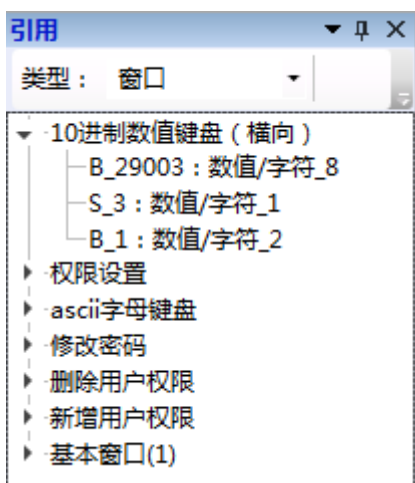 引用
类型： 窗口
10进制数值键盘（横向）
B_29003：数值/字符_8
S_3：数值/字符_1
B_1：数值/字符_2
权限设置
ascii字母键盘
修改密码
删除用户权限
新增用户权限
基本窗口(1)